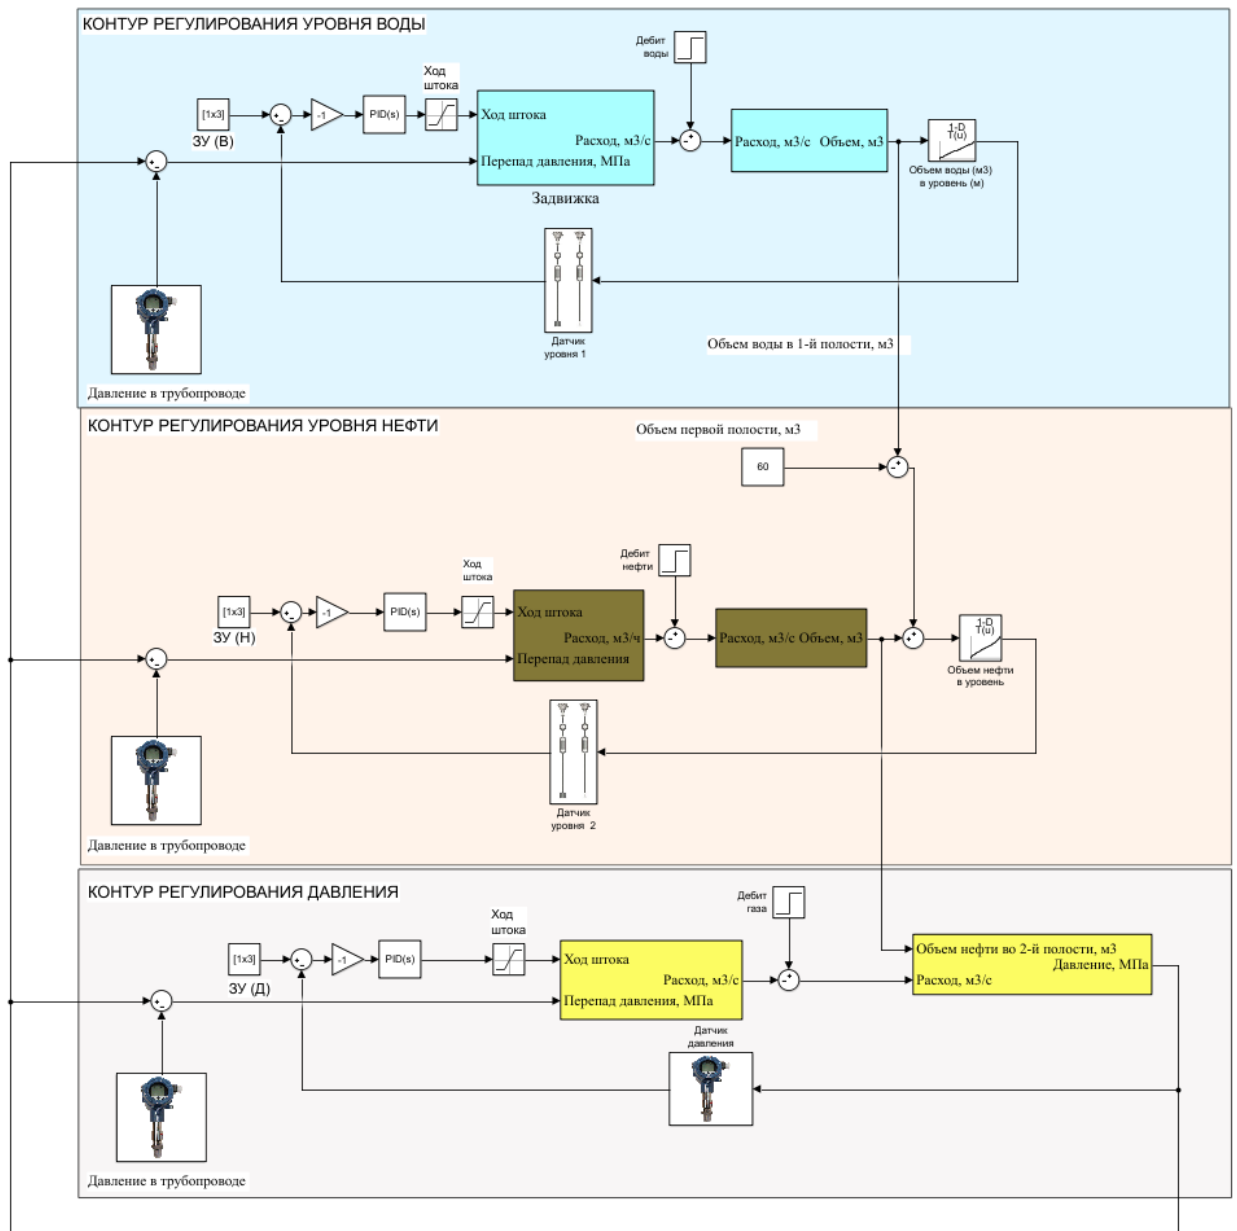 КОНТУР РЕГУЛИРОВАНИЯ УРОВНЯ ВОДЫ
Дебит
воды
Ход
штока
[1x3]
ЗУ (В)
-1
PID(s)
Ход штока
Расход, м3/с
Перепад давления, МПа
Задвижка
Расход, м3/с Объем, м3
1-D
T(u)
Объем воды (м3)
в уровень (м)
Датчик
уровня 1
Объем воды в 1-й полости, м3
Давление в трубопроводе
КОНТУР РЕГУЛИРОВАНИЯ УРОВНЯ НЕФТИ
Объем первой полости, м3
60
Дебит
нефти
Ход
штока
[1x3]
ЗУ (Н)
-1
PID(s)
Ход штока
Расход, м3/ч
Перепад давления
Расход, м3/с Объем, м3
1-D
T(u)
Объем нефти
в уровень
Датчик
уровня 2
Давление в трубопроводе
КОНТУР РЕГУЛИРОВАНИЯ ДАВЛЕНИЯ
Дебит
газа
Ход
штока
[1x3]
ЗУ (Д)
-1
PID(s)
Ход штока
Расход, м3/с
Перепад давления, МПа
Объем нефти во 2-й полости, м3
Давление, МПа
Расход, м3/с
Датчик
давления
Давление в трубопроводе